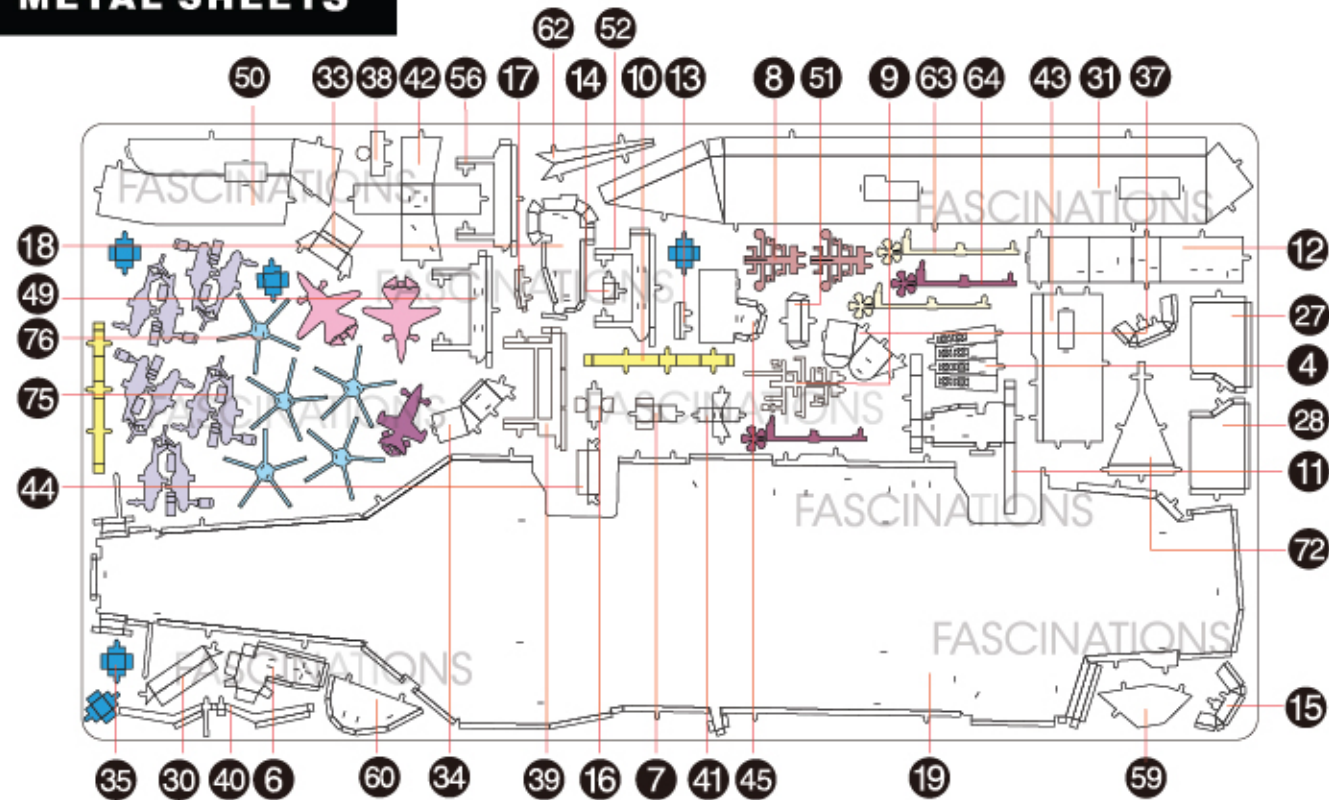 METAL SHEETS
62 52
50 33 38 42 56 17 14 10 13 8 51 9 63 64 43 31 37
FASCINATIONS FASCINATIONS
18 12
49 FASCINATIONS 27
76 4
75 FASCINATIONS FASCINATIONS 28
44 11
FASCINATIONS
72
FASCINATIONS FASCINATIONS
15
35 30 40 6 60 34 39 16 7 41 45 19 59